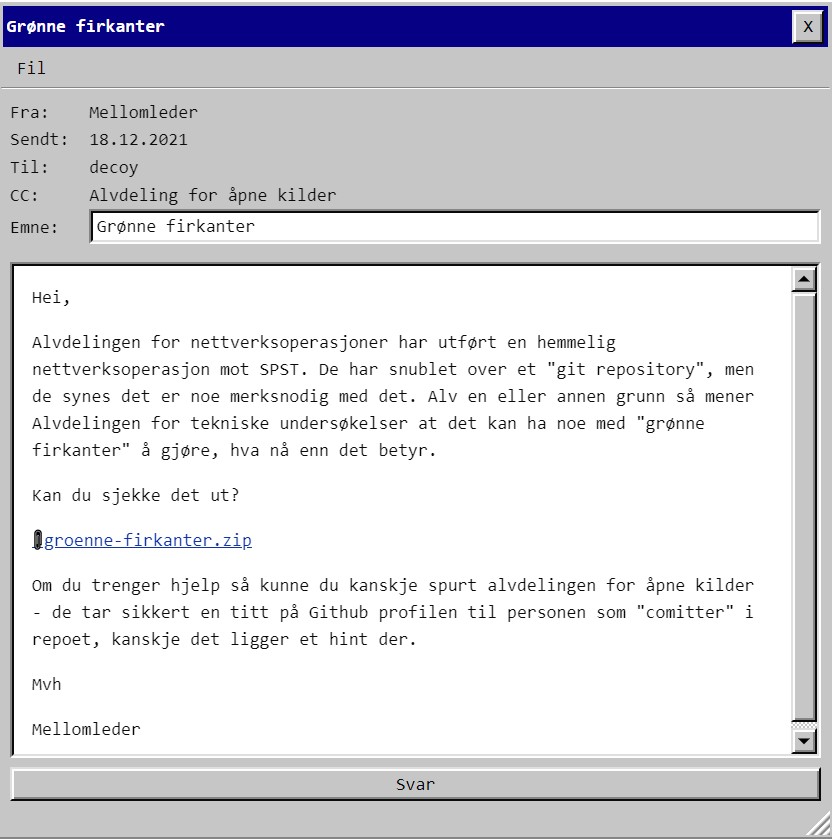 Grønne firkanter
X
Fil
Fra: Mellomleder
Sendt: 18.12.2021
Til: decoy
CC: Alvdeling for åpne kilder
Emne: Grønne firkanter
Hei,
Alvdelingen for nettverksoperasjoner har utført en hemmelig
nettverksoperasjon mot SPST. De har snublet over et "git repository", men
de synes det er noe merksnodig med det. Alv en eller annen grunn så mener
Alvdelingen for tekniske undersøkelser at det kan ha noe med "grønne
firkanter" å gjøre, hva nå enn det betyr.
Kan du sjekke det ut?
groenne-firkanter.zip
Om du trenger hjelp så kunne du kanskje spurt alvdelingen for åpne kilder
- de tar sikkert en titt på Github profilen til personen som "comitter" i
repoet, kanskje det ligger et hint der.
Mvh
Mellomleder
Svar